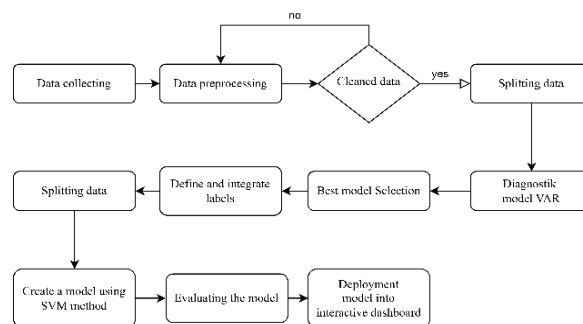 no
Data collecting
Data preprocessing
Cleaned data
yes
Splitting data
Splitting data
Define and integrate
labels
Best model Selection
Diagnostik
model VAR
Create a model using
SVM method
Evaluating the model
Deployment
model into
interactive dashboard